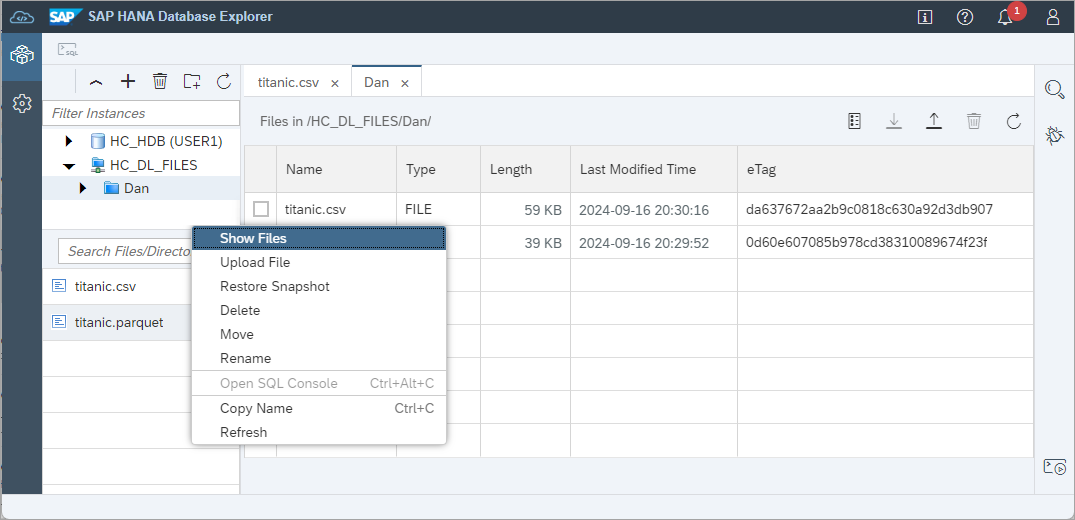 SAP SAP HANA Database Explorer
1
SQL
titanic.csv
Dan
Filter Instances
Files in /HC_DL_FILES/Dan/
HC_HDB (USER1)
HC_DL_FILES
Dan
Name Type Length Last Modified Time eTag
titanic.csv FILE 59 KB 2024-09-16 20:30:16 da637672aa2b9c0818c630a92d3db907
39 KB 2024-09-16 20:29:52 0d60e607085b978cd38310089674f23f
Search Files/Directo
titanic.csv
titanic.parquet
Show Files
Upload File
Restore Snapshot
Delete
Move
Rename
Open SQL Console Ctrl+Alt+C
Copy Name Ctrl+C
Refresh